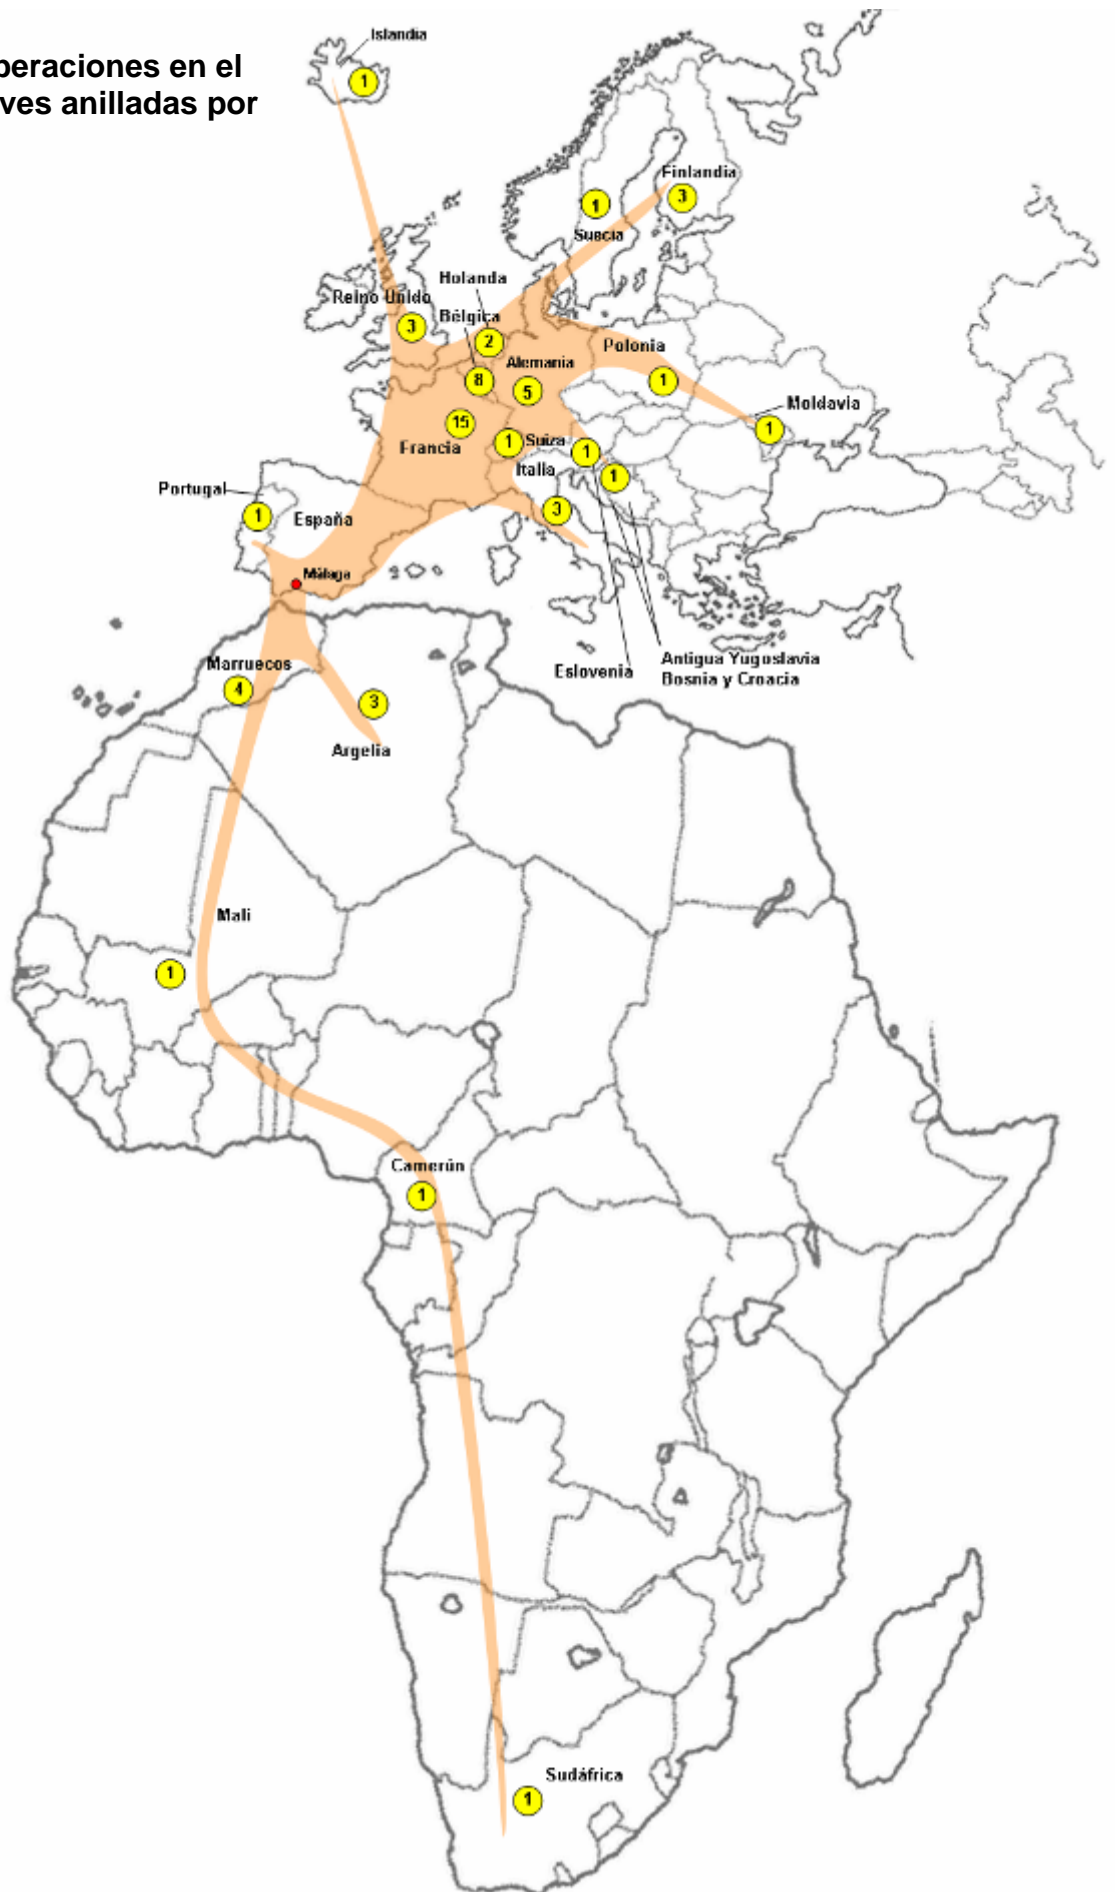 Islandia
peraciones en el
1
ves anilladas por
Finlandia
3
1
Suecia
Holanda
Reino Unido
Bélgica
3
2
Polonia
Alemania
8
1
5
Moldavia
15
1
1
Suiza
Francia
1
Italia
1
Portugal
3
1
España
Málaga
Marruecos
Eslovenia
Antigua Yugoslavia
Bosnia y Croacia
4
3
Argelia
Mali
1
Camerún
1
Sudáfrica
1